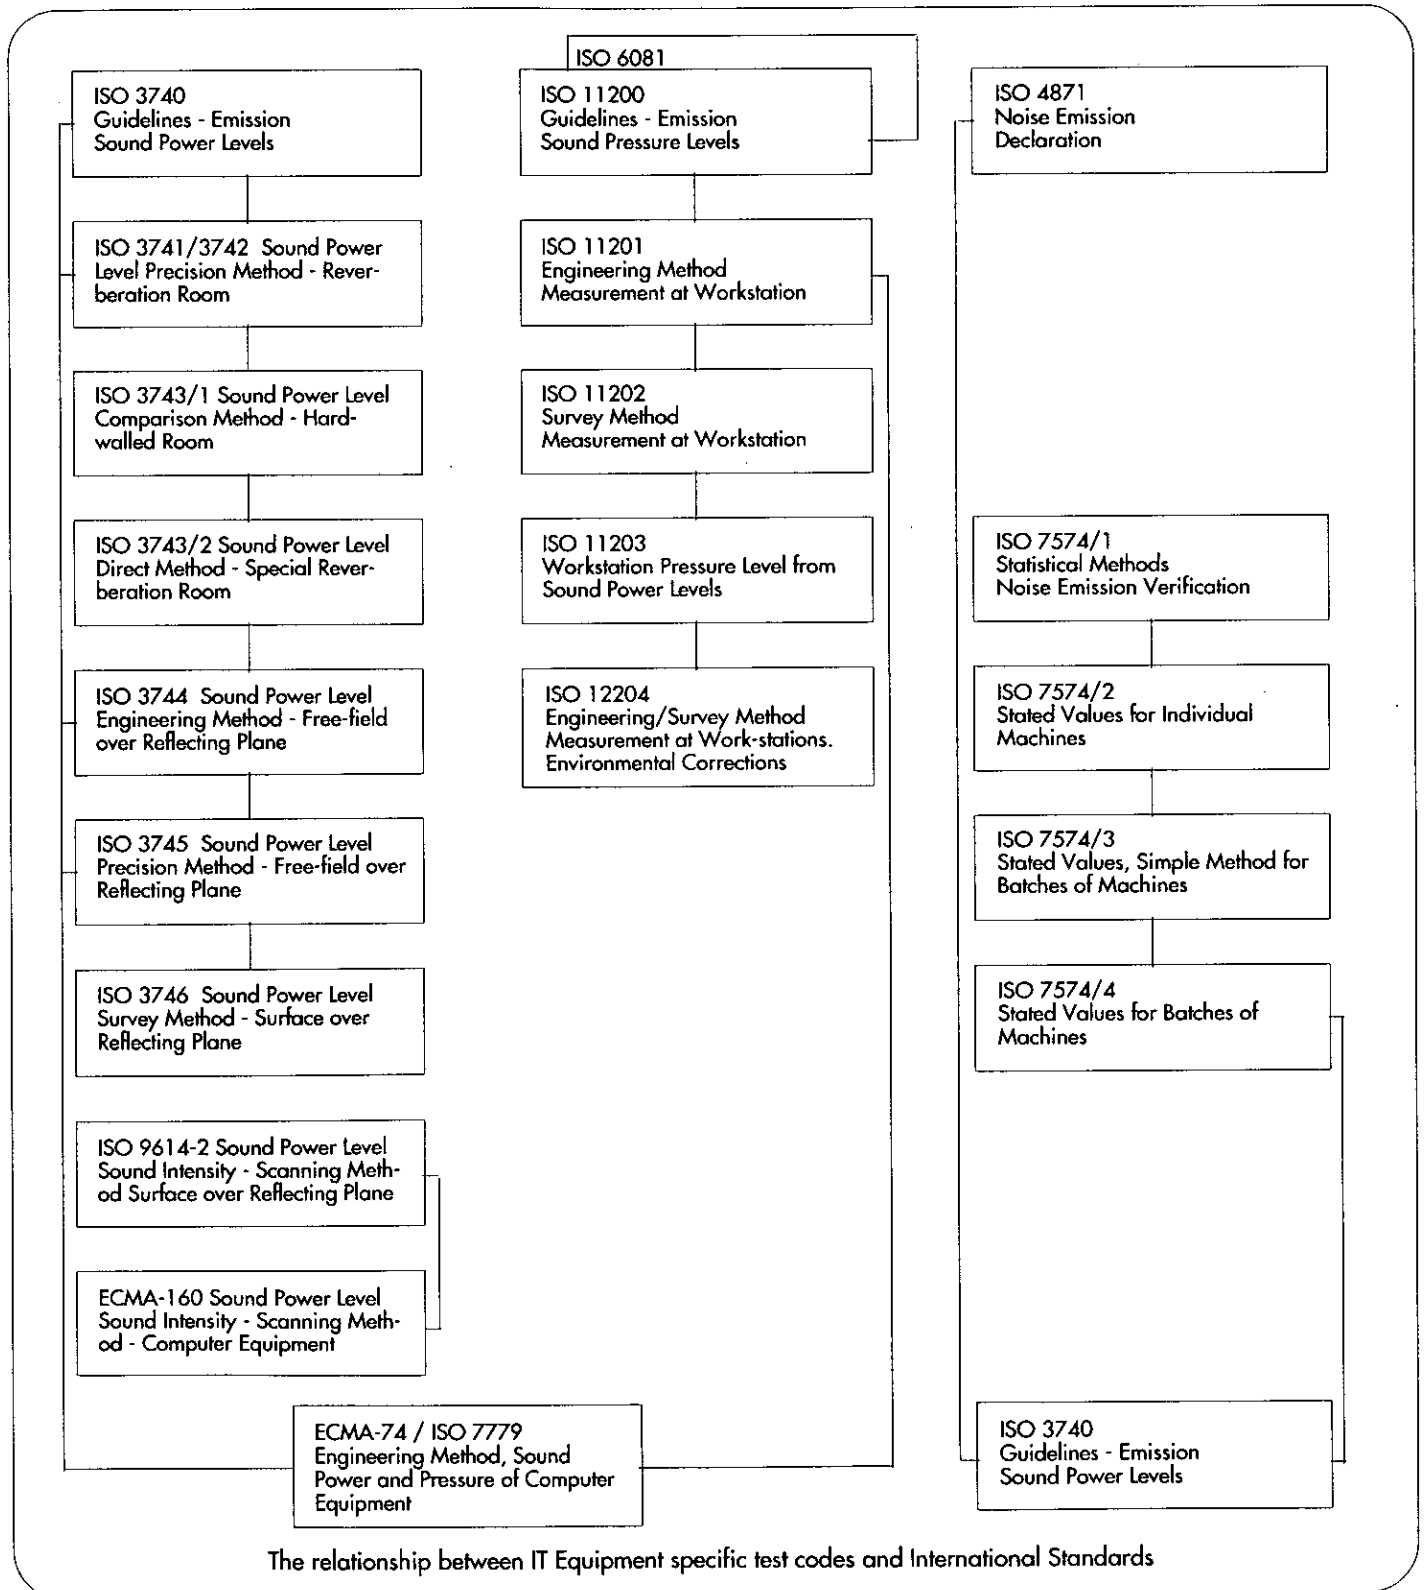 ISO 3740
Guidelines - Emission
Sound Power Levels
ISO 3741/3742 Sound Power
Level Precision Method - Rever-
beration Room
ISO 3743/1 Sound Power Level
Comparison Method - Hard-
walled Room
ISO 3743/2 Sound Power Level
Direct Method - Special Rever-
beration Room
ISO 3744 Sound Power Level
Engineering Method - Free-field
over Reflecting Plane
ISO 3745 Sound Power Level
Precision Method - Free-field over
Reflecting Plane
ISO 3746 Sound Power Level
Survey Method - Surface over
Reflecting Plane
ISO 9614-2 Sound Power Level
Sound Intensity - Scanning Meth-
od Surface over Reflecting Plane
ECMA-160 Sound Power Level
Sound Intensity - Scanning Meth-
od - Computer Equipment
ISO 6081
ISO 11200
Guidelines - Emission
Sound Pressure Levels
ISO 11201
Engineering Method
Measurement at Workstation
ISO 11202
Survey Method
Measurement at Workstation
ISO 11203
Workstation Pressure Level from
Sound Power Levels
ISO 12204
Engineering/Survey Method
Measurement at Work-stations.
Environmental Corrections
ECMA-74 / ISO 7779
Engineering Method, Sound
Power and Pressure of Computer
Equipment
ISO 4871
Noise Emission
Declaration
ISO 7574/1
Statistical Methods
Noise Emission Verification
ISO 7574/2
Stated Values for Individual
Machines
ISO 7574/3
Stated Values, Simple Method for
Batches of Machines
ISO 7574/4
Stated Values for Batches of
Machines
ISO 3740
Guidelines - Emission
Sound Power Levels
The relationship between IT Equipment specific test codes and International Standards